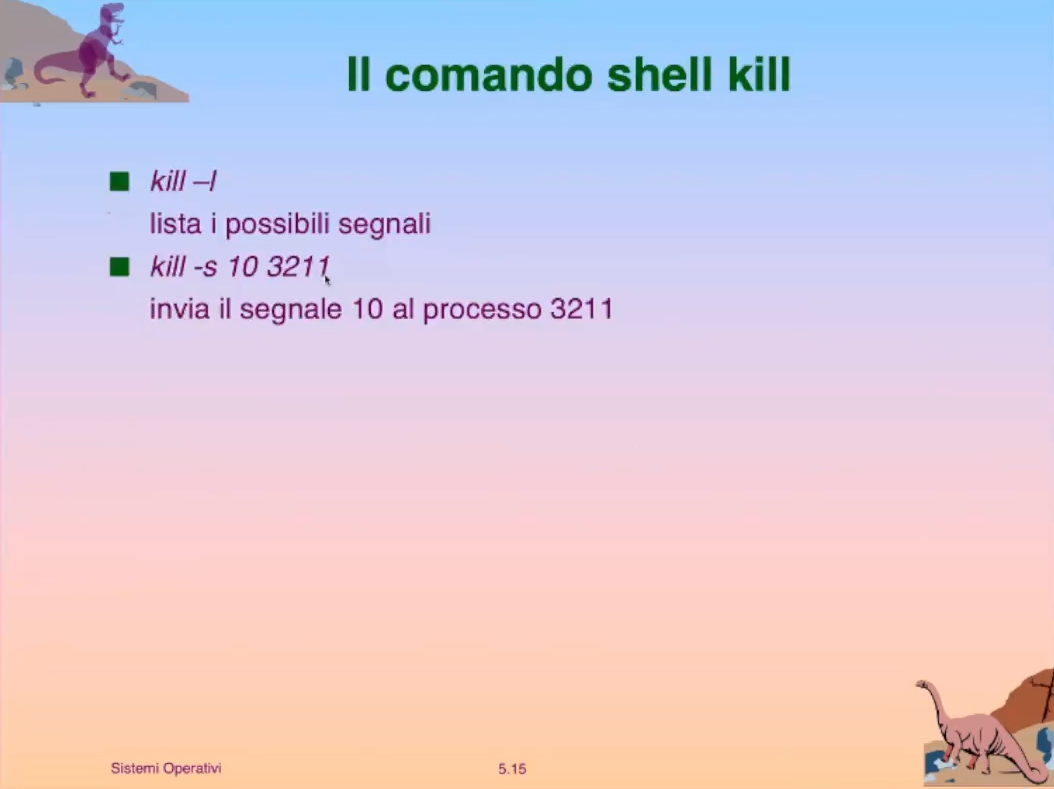 Il comando shell kill
kill –l
lista i possibili segnali
kill -s 10 3211
invia il segnale 10 al processo 3211
Sistemi Operativi
5.15